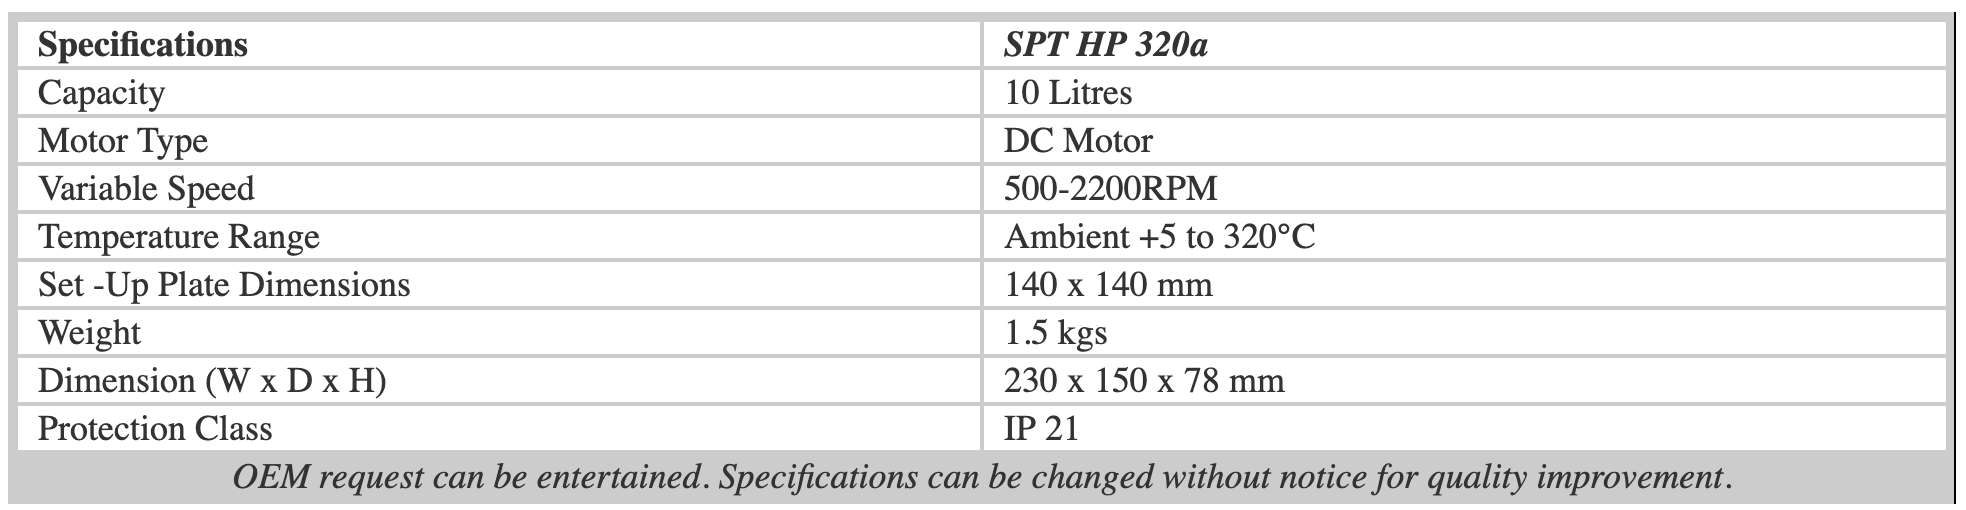 Specifications SPT HP 320a
Capacity 10 Litres
Motor Type DC Motor
Variable Speed 500-2200RPM
Temperature Range Ambient +5 to 320°C
Set -Up Plate Dimensions 140 x 140 mm
Weight 1.5 kgs
Dimension (W x D x H) 230 x 150 x 78 mm
Protection Class IP 21
OEM request can be entertained. Specifications can be changed without notice for quality improvement.